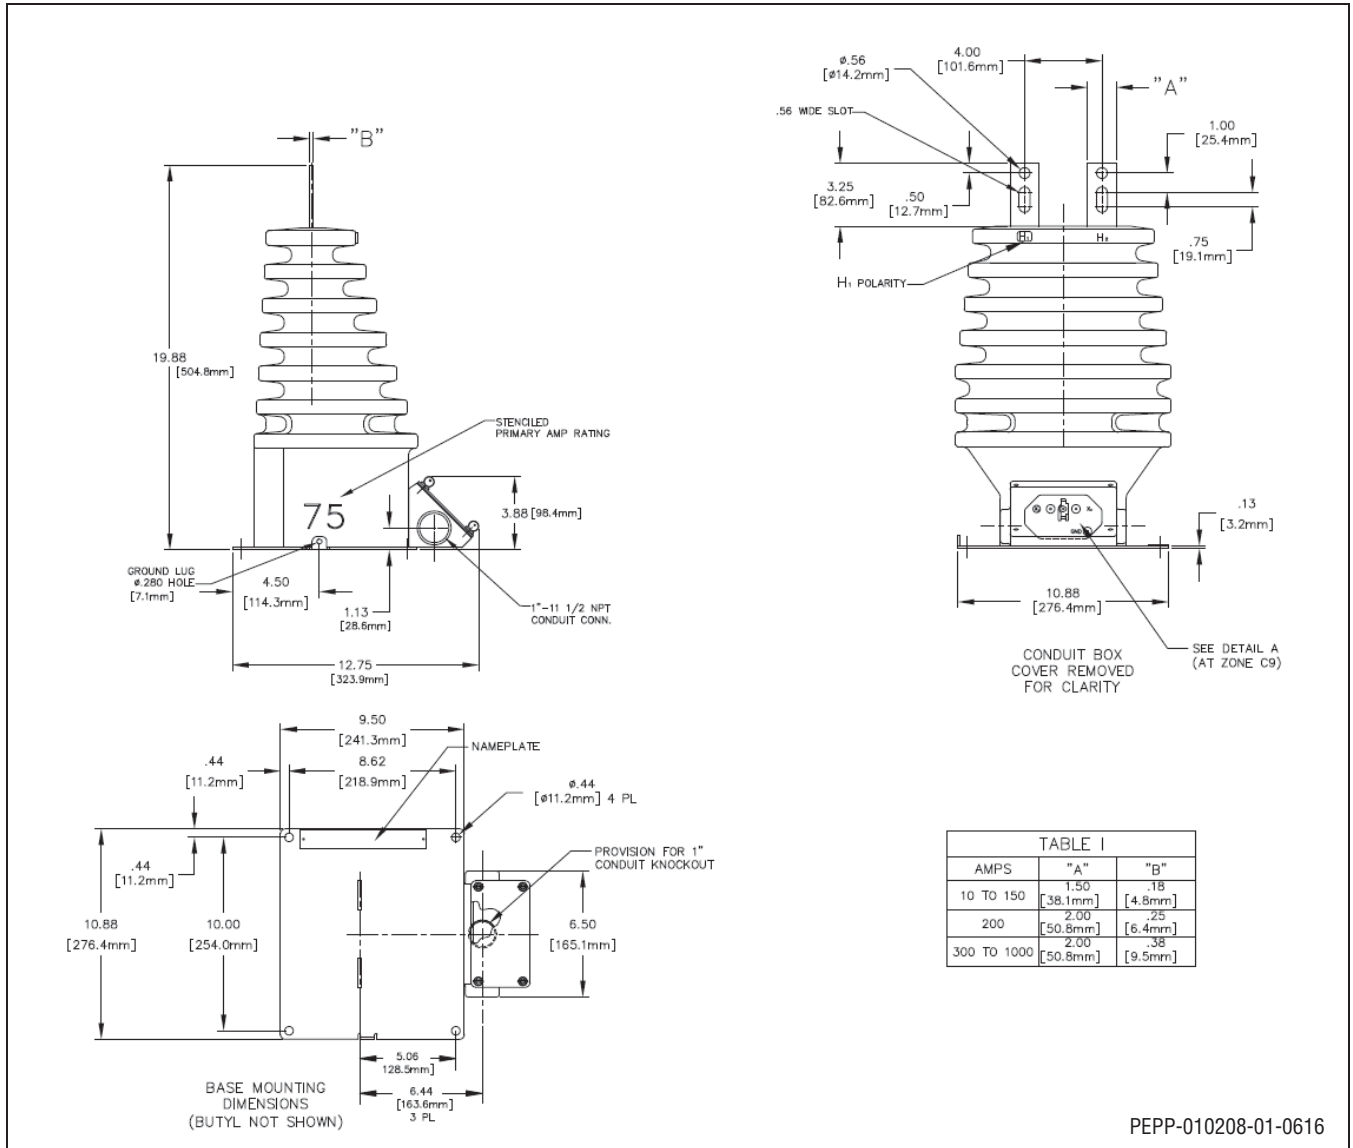 "B"
19.88
[504.8mm]
STENCILED
PRIMARY AMP RATING
75
3.88 [98.4mm]
GROUND LUG
ø.280 HOLE
[7.1mm]
4.50
[114.3mm]
1.13
[28.6mm]
1"-11 1/2 NPT
CONDUIT CONN.
12.75
[323.9mm]
ø.56
[ø14.2mm]
4.00
[101.6mm]
"A"
.56 WIDE SLOT
1.00
[25.4mm]
3.25
[82.6mm]
.50
[12.7mm]
H₁
H₂
.75
[19.1mm]
H₁ POLARITY
GND
.13
[3.2mm]
10.88
[276.4mm]
CONDUIT BOX
COVER REMOVED
FOR CLARITY
SEE DETAIL A
(AT ZONE C9)
9.50
[241.3mm]
NAMEPLATE
.44
[11.2mm]
8.62
[218.9mm]
ø.44
[ø11.2mm] 4 PL
PROVISION FOR 1"
CONDUIT KNOCKOUT
.44
[11.2mm]
10.88
[276.4mm]
10.00
[254.0mm]
6.50
[165.1mm]
5.06
128.5mm]
6.44
[163.6mm]
3 PL
BASE MOUNTING
DIMENSIONS
(BUTYL NOT SHOWN)
TABLE I
AMPS "A" "B"
10 TO 150 1.50 [38.1mm] .18 [4.8mm]
200 2.00 [50.8mm] .25 [6.4mm]
300 TO 1000 2.00 [50.8mm] .38 [9.5mm]
PEPP-010208-01-0616